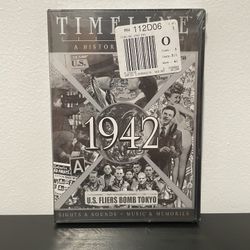 TIMELINE
112D06
A HISTOR
O
U.S.
1942
A
U.S. FLIERS BOMB TOKYO
SIGHTS & SOUNDS • MUSIC & MEMORIES